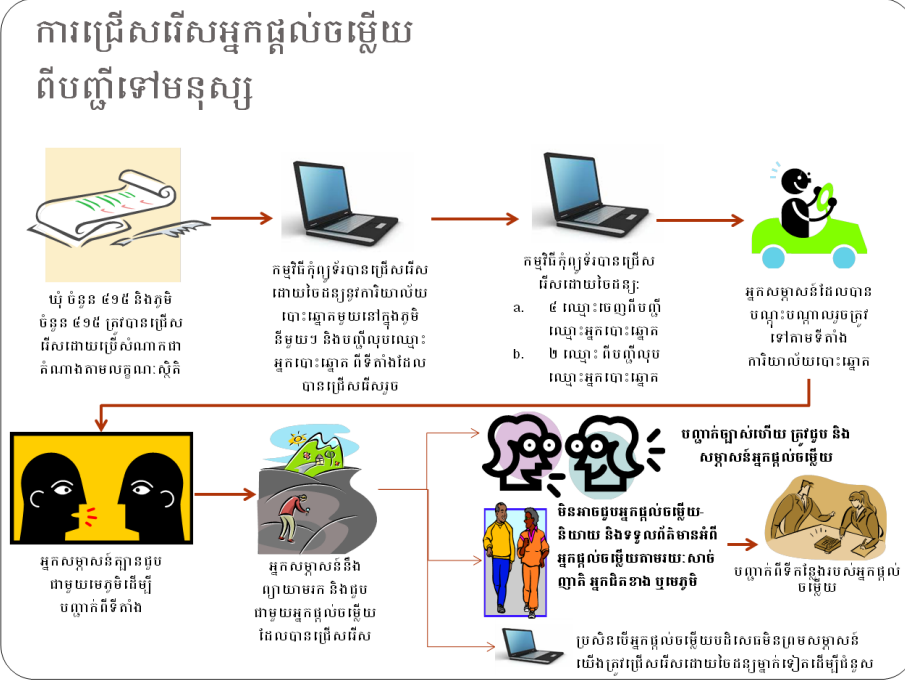 ការជ្រើសរើសអ្នកផ្តល់ចម្លើយ
ពីបញ្ជីទៅមនុស្ស
ឃុំ ចំនួន ៤១៥ និងភូមិ
ចំនួន ៤១៥ ត្រូវបានជ្រើស
រើសដោយប្រើសំណាកជា
តំណាងតាមលក្ខណៈស្ថិតិ
កម្មវិធីកុំព្យូទ័របានជ្រើសរើស
ដោយចៃដន្យនូវការិយាល័យ
បោះឆ្នោតមួយនៅក្នុងភូមិ
នីមួយៗ និងបញ្ជីលុបឈ្មោះ
អ្នកបោះឆ្នោត ពីទីតាំងដែល
បានជ្រើសរើសរួច
កម្មវិធីកុំព្យូទ័របានជ្រើស
រើសដោយចៃដន្យ:
a. ៤ ឈ្មោះចេញពីបញ្ជី
ឈ្មោះអ្នកបោះឆ្នោត
b. ២ ឈ្មោះ ពីបញ្ជីលុប
ឈ្មោះអ្នកបោះឆ្នោត
អ្នកសម្ភាសន៍ដែលបាន
បណ្តុះបណ្តាលរួចត្រូវ
ទៅតាមទីតាំង
ការិយាល័យបោះឆ្នោត
អ្នកសម្ភាសន៍ត្បានជួប
ជាមួយមេភូមិដើម្បី
បញ្ជាក់ពីទីតាំង
អ្នកសម្ភាសន៍នឹង
ព្យាយាមរក និងជួប
ជាមួយអ្នកផ្តល់ចម្លើយ
ដែលបានជ្រើសរើស
បញ្ជាក់ច្បាស់ហើយ ត្រូវជួប និង
សម្ភាសន៍អ្នកផ្តល់ចម្លើយ
មិនអាចជួបអ្នកផ្តល់ចម្លើយ-
និយាយ និងទទួលព័ត៌មានអំពី
អ្នកផ្តល់ចម្លើយតាមរយៈសាច់
ញាតិ អ្នកជិតខាង ឬមេភូមិ
បញ្ជាក់ពីទីកន្លែងរបស់អ្នកផ្តល់
ចម្លើយ
ប្រសិនបើអ្នកផ្តល់ចម្លើយបដិសេធមិនព្រមសម្ភាសន៍
យើងត្រូវជ្រើសរើសដោយចៃដន្យម្នាក់ទៀតដើម្បីជំនួស